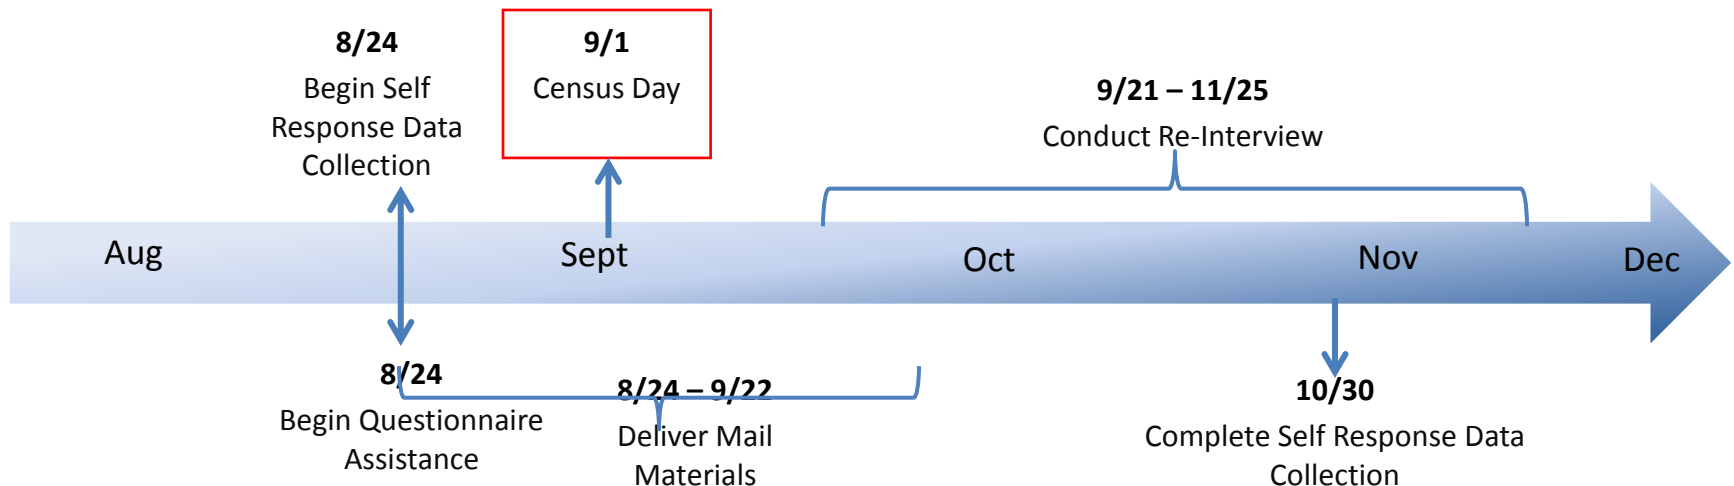 8/24
Begin Self
Response Data
Collection
9/1
Census Day
9/21 – 11/25
Conduct Re-Interview
Aug
Sept
Oct
Nov
Dec
8/24
Begin Questionnaire
Assistance
8/24 – 9/22
Deliver Mail
Materials
10/30
Complete Self Response Data
Collection